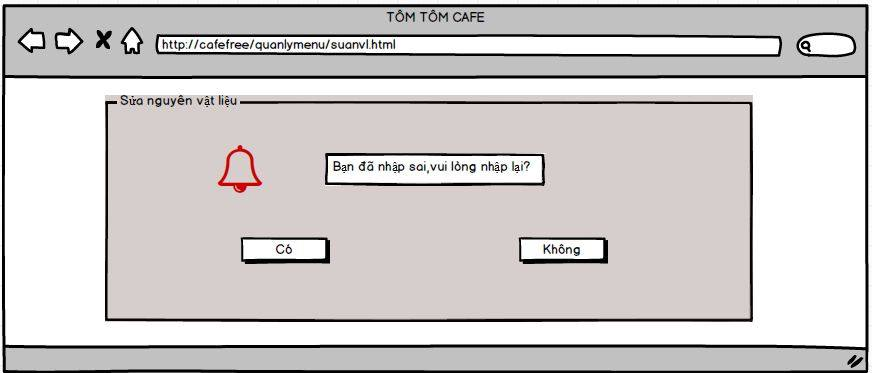 TÔM TÔM CAFE
http://cafefree/quanlymenu/suanvl.html
Sửa nguyên vật liệu
Bạn đã nhập sai,vui lòng nhập lại?
Có
Không